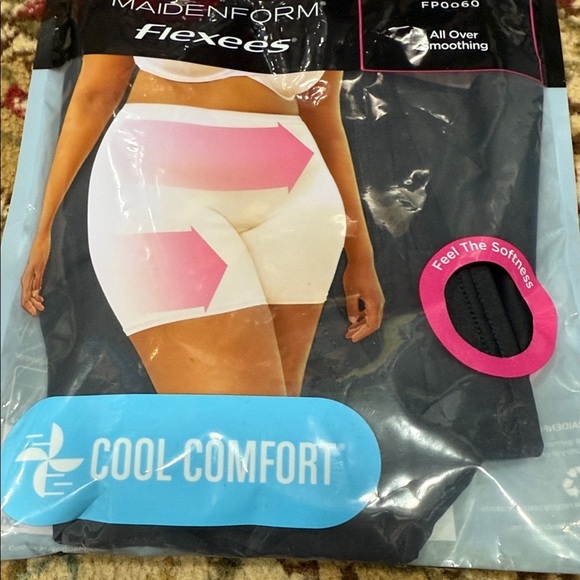 MAIDENFORM®
Flexees®
FP0060
All Over
Smoothing
Feel The Softness
COOL COMFORT